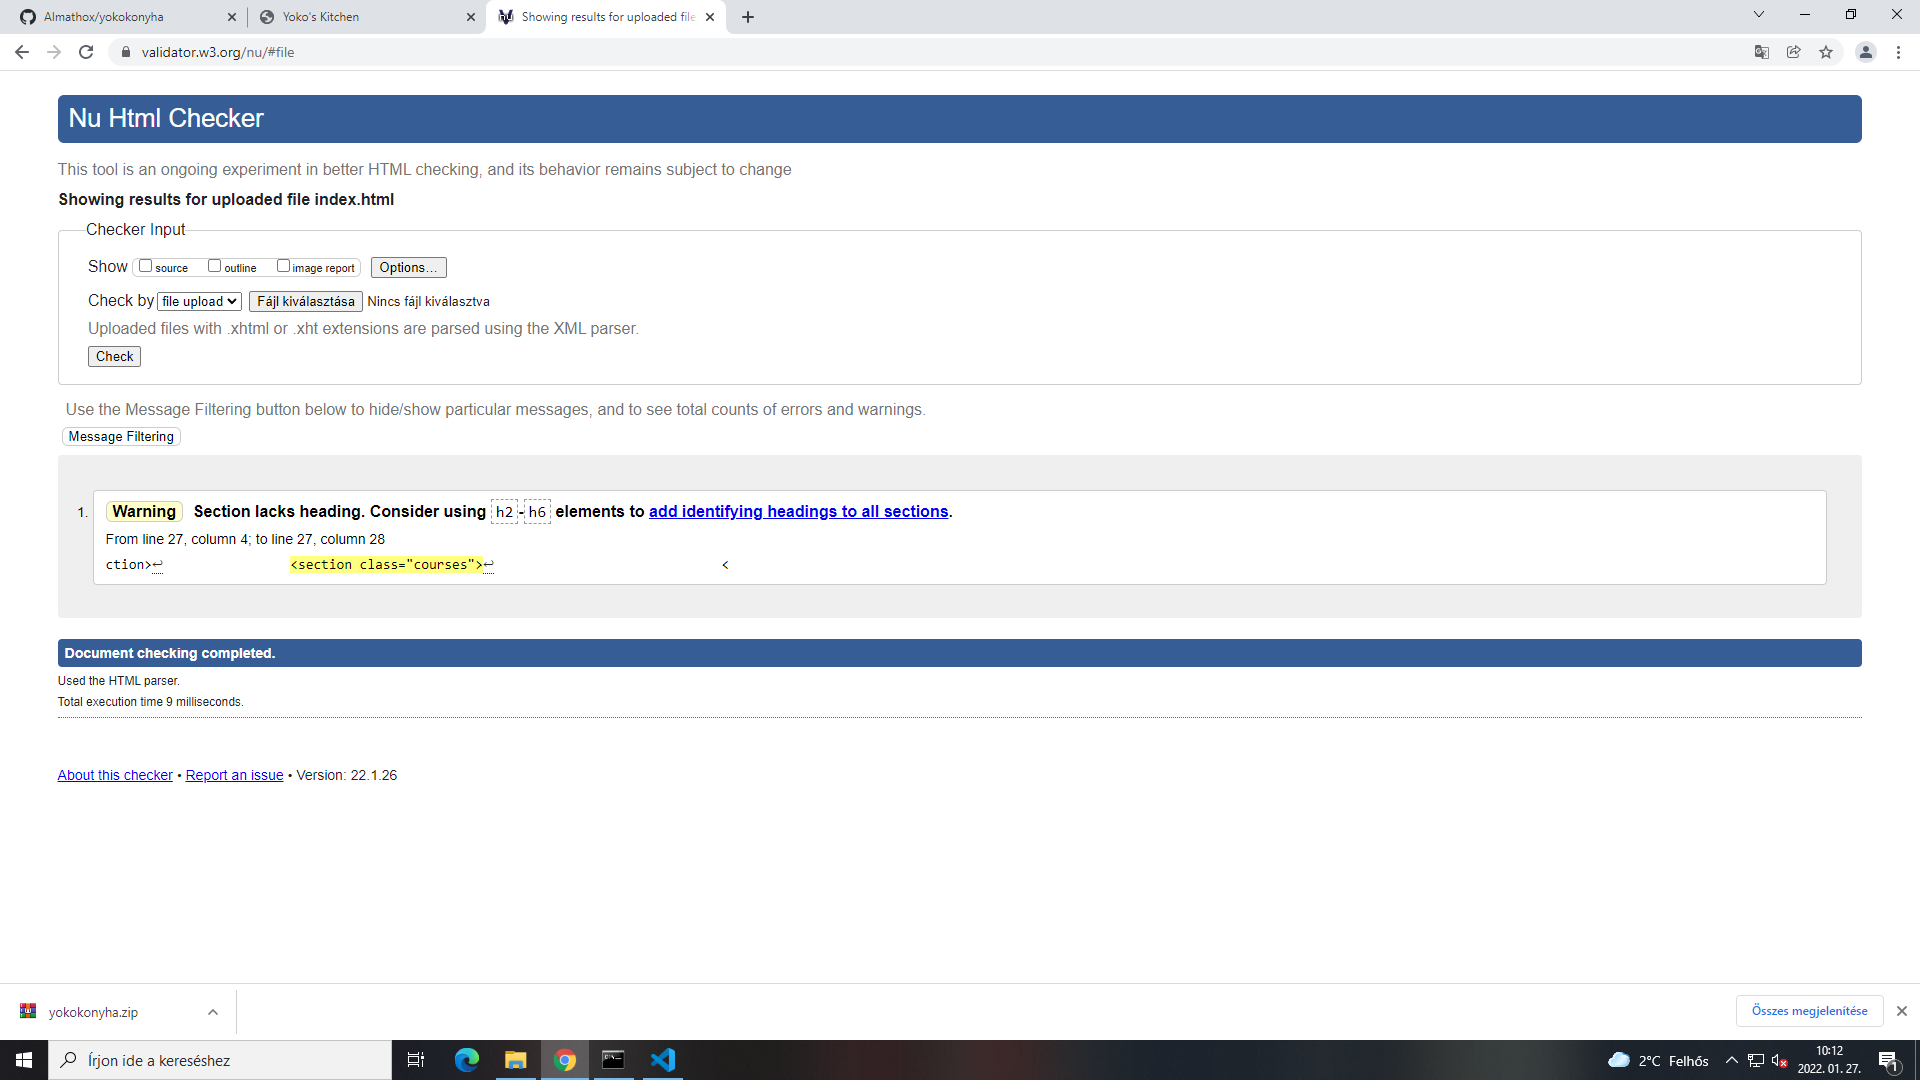 Almathox/yokokonyha
Yoko's Kitchen
Showing results for uploaded file
validator.w3.org/nu/#file
Nu Html Checker
This tool is an ongoing experiment in better HTML checking, and its behavior remains subject to change
Showing results for uploaded file index.html
Checker Input
Show source outline image report Options...
Check by file upload Fájl kiválasztása Nincs fájl kiválasztva
Uploaded files with .xhtml or .xht extensions are parsed using the XML parser.
Check
Use the Message Filtering button below to hide/show particular messages, and to see total counts of errors and warnings.
Message Filtering
1. Warning Section lacks heading. Consider using h2-h6 elements to add identifying headings to all sections.
From line 27, column 4; to line 27, column 28
ction>↩ <section class="courses">↩ <
Document checking completed.
Used the HTML parser.
Total execution time 9 milliseconds.
About this checker • Report an issue • Version: 22.1.26
yokokonyha.zip
Összes megjelenítése
Írjon ide a kereséshez
2°C Felhős
10:12
2022. 01. 27.
1